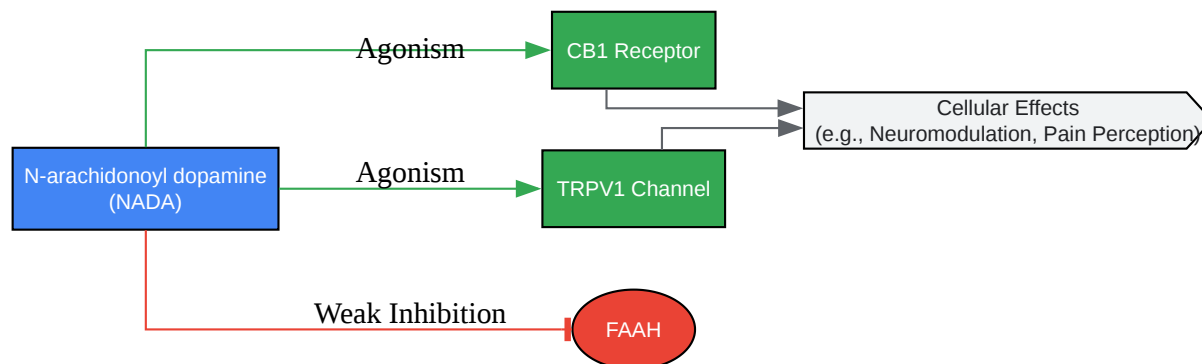 Agonism
CB1 Receptor
Cellular Effects
(e.g., Neuromodulation, Pain Perception)
N-arachidonoyl dopamine
(NADA)
Agonism
TRPV1 Channel
Weak Inhibition
FAAH